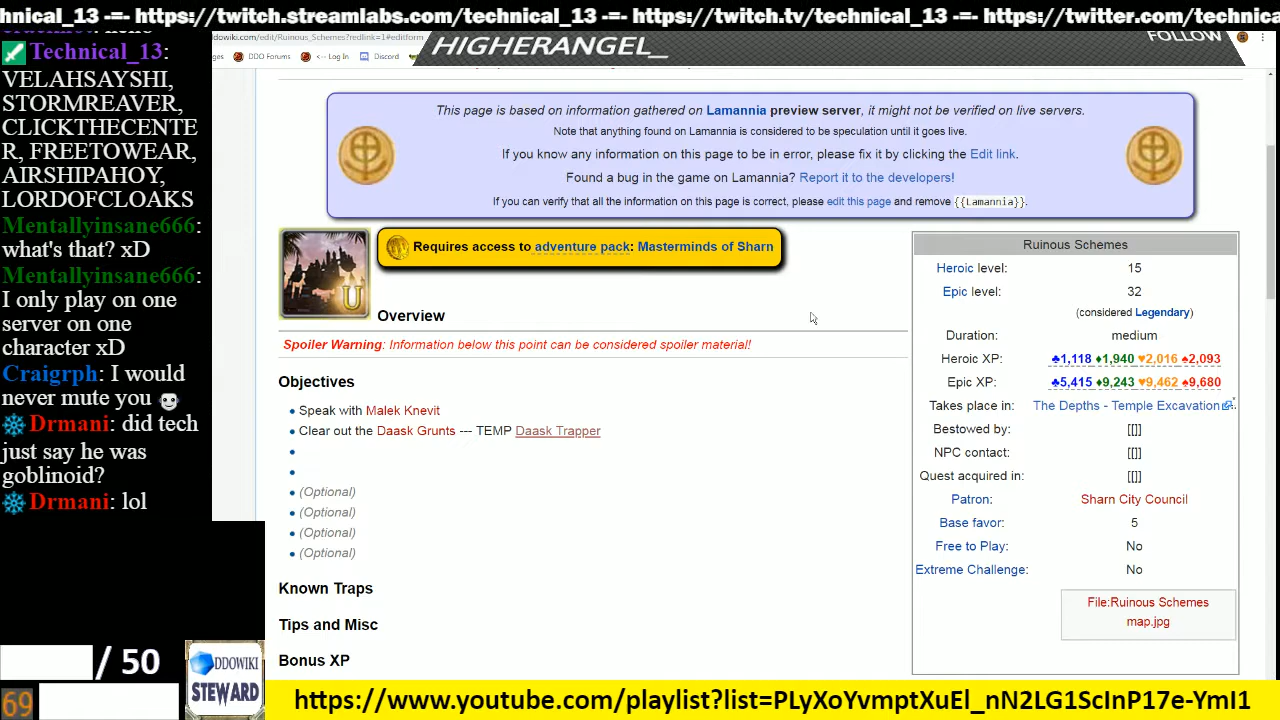 hnical_13 -=- https://twitch.streamlabs.com/technical_13 -=- https://twitch.tv/technical_13 -=- https://twitter.com/technica
Technical_13:
VELAHSAYSHI,
STORMREAVER,
CLICKTHECENTE
R, FREETOWEAR,
AIRSHIPAHOY,
LORDOFCLOAKS
Mentallyinsane666:
what's that? xD
Mentallyinsane666:
I only play on one
server on one
character xD
Craigrph: I would
never mute you
Drmani: did tech
just say he was
goblinoid?
Drmani: lol
/ 50
69
DDOWIKI
STEWARD
ddowiki.com/edit/Ruinous_Schemes?redlink=1#editform
DDO Forums <-- Log In Discord
HIGHERANGEL_
FOLLOW
This page is based on information gathered on Lamannia preview server, it might not be verified on live servers.
Note that anything found on Lamannia is considered to be speculation until it goes live.
If you know any information on this page to be in error, please fix it by clicking the Edit link.
Found a bug in the game on Lamannia? Report it to the developers!
If you can verify that all the information on this page is correct, please edit this page and remove {{Lamannia}}.
U
Requires access to adventure pack: Masterminds of Sharn
Overview
Spoiler Warning: Information below this point can be considered spoiler material!
Objectives
• Speak with Malek Knevit
• Clear out the Daask Grunts --- TEMP Daask Trapper
•
•
• (Optional)
• (Optional)
• (Optional)
• (Optional)
Known Traps
Tips and Misc
Bonus XP
Ruinous Schemes
Heroic level: 15
Epic level: 32
(considered Legendary)
Duration: medium
Heroic XP: ♣1,118 ♦1,940 ♥2,016 ♠2,093
Epic XP: ♣5,415 ♦9,243 ♥9,462 ♠9,680
Takes place in: The Depths - Temple Excavation
Bestowed by: [[]]
NPC contact: [[]]
Quest acquired in: [[]]
Patron: Sharn City Council
Base favor: 5
Free to Play: No
Extreme Challenge: No
File:Ruinous Schemes
map.jpg
https://www.youtube.com/playlist?list=PLyXoYvmptXuEl_nN2LG1ScInP17e-YmI1